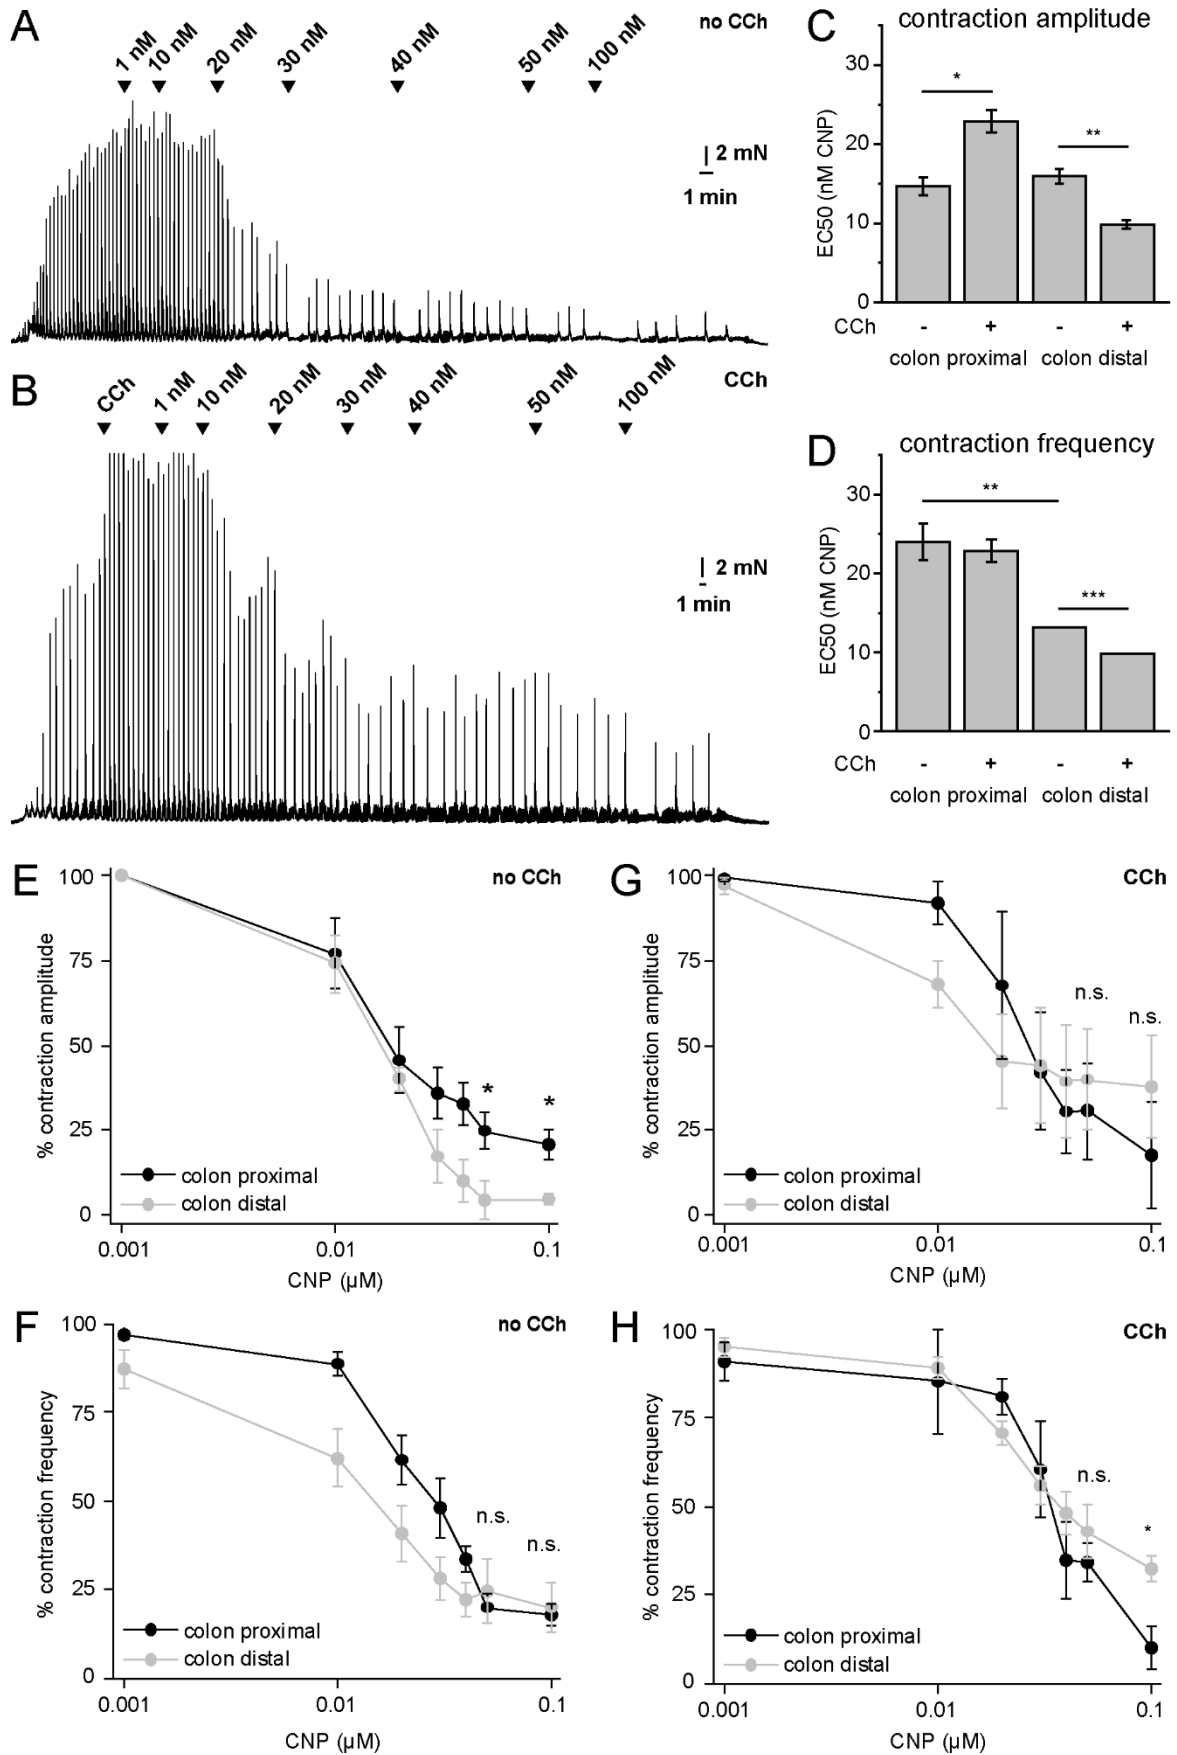 A
no CCh
1 nM
10 nM
20 nM
30 nM
40 nM
50 nM
100 nM
2 mN
1 min
B
CCh
CCh
1 nM
10 nM
20 nM
30 nM
40 nM
50 nM
100 nM
2 mN
1 min
C
contraction amplitude
EC50 (nM CNP)
30
20
10
0
*
**
CCh - + - +
colon proximal colon distal
D
contraction frequency
EC50 (nM CNP)
30
20
10
0
**
***
CCh - + - +
colon proximal colon distal
E
no CCh
% contraction amplitude
100
75
50
25
0
* *
colon proximal
colon distal
0.001 0.01 0.1
CNP (µM)
G
CCh
% contraction amplitude
100
75
50
25
0
n.s.
n.s.
colon proximal
colon distal
0.001 0.01 0.1
CNP (µM)
F
no CCh
% contraction frequency
100
75
50
25
0
n.s.
n.s.
colon proximal
colon distal
0.001 0.01 0.1
CNP (µM)
H
CCh
% contraction frequency
100
75
50
25
0
n.s.
*
colon proximal
colon distal
0.001 0.01 0.1
CNP (µM)